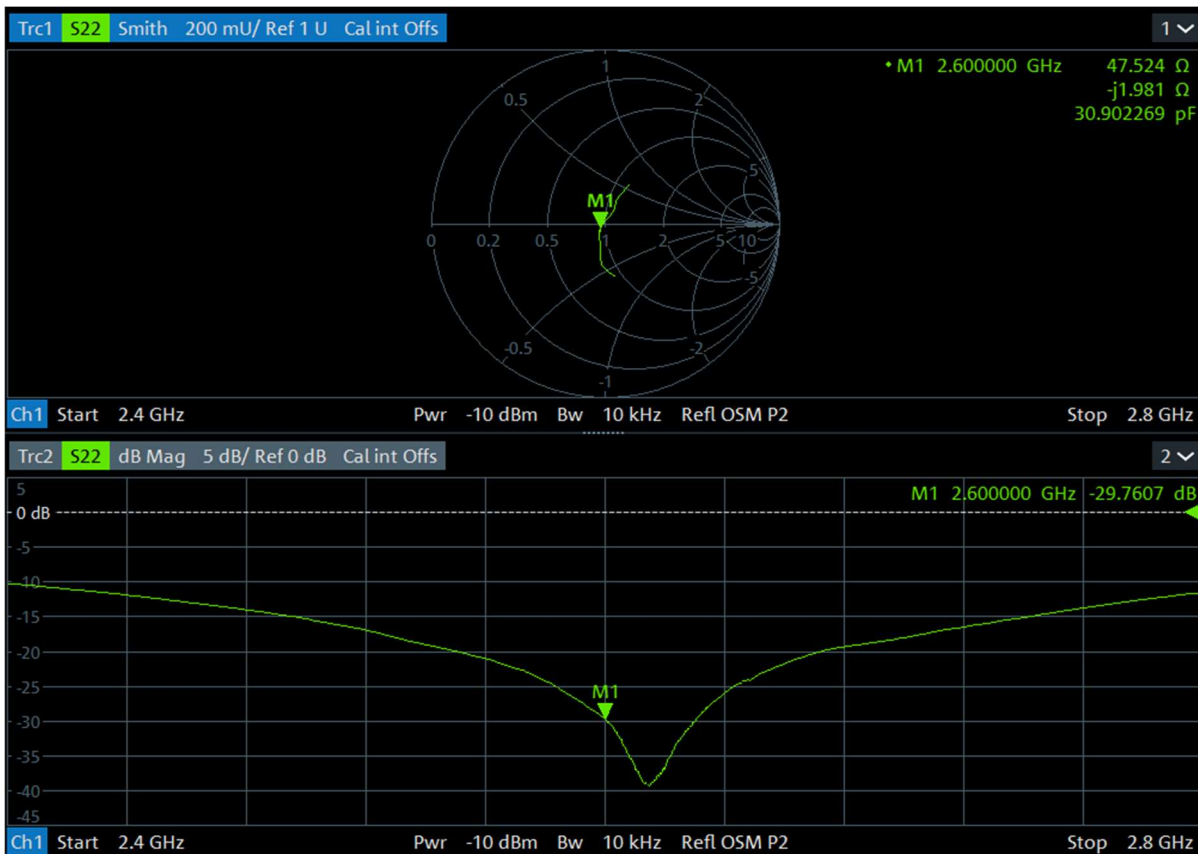 Trc1 S22 Smith 200 mU/ Ref 1 U Cal int Offs 1
M1 2.600000 GHz 47.524 Ω
-j1.981 Ω
30.902269 pF
1
0.5 2
5
M1
0 0.2 0.5 1 2 5 10
-5
-0.5 -2
-1
Ch1 Start 2.4 GHz Pwr -10 dBm Bw 10 kHz Refl OSM P2 Stop 2.8 GHz
Trc2 S22 dB Mag 5 dB/ Ref 0 dB Cal int Offs 2
5
M1 2.600000 GHz -29.7607 dB
0 dB
-5
-10
-15
-20
-25
M1
-30
-35
-40
-45
Ch1 Start 2.4 GHz Pwr -10 dBm Bw 10 kHz Refl OSM P2 Stop 2.8 GHz